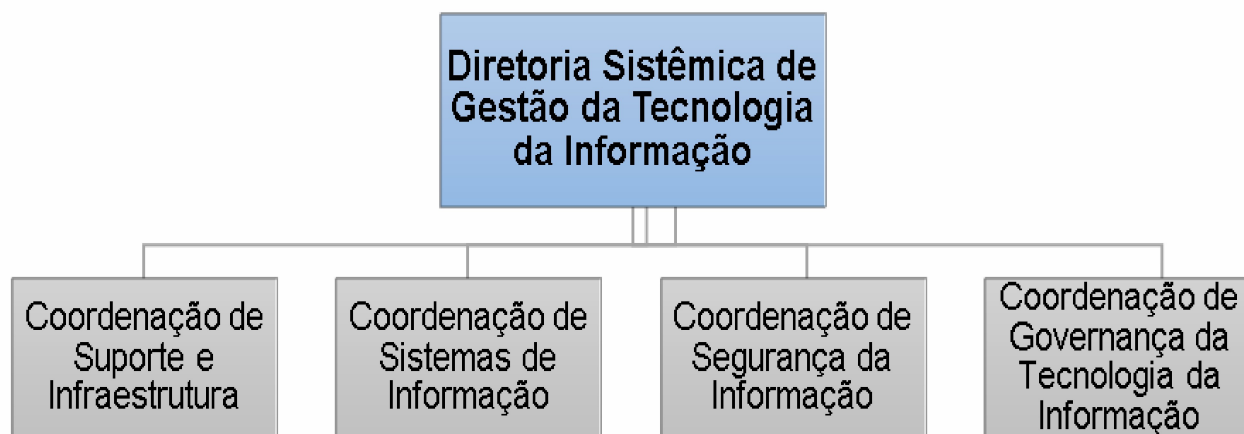 Diretoria Sistêmica de
Gestão da Tecnologia
da Informação
Coordenação de
Suporte e
Infraestrutura
Coordenação de
Sistemas de
Informação
Coordenação de
Segurança da
Informação
Coordenação de
Governança da
Tecnologia da
Informação